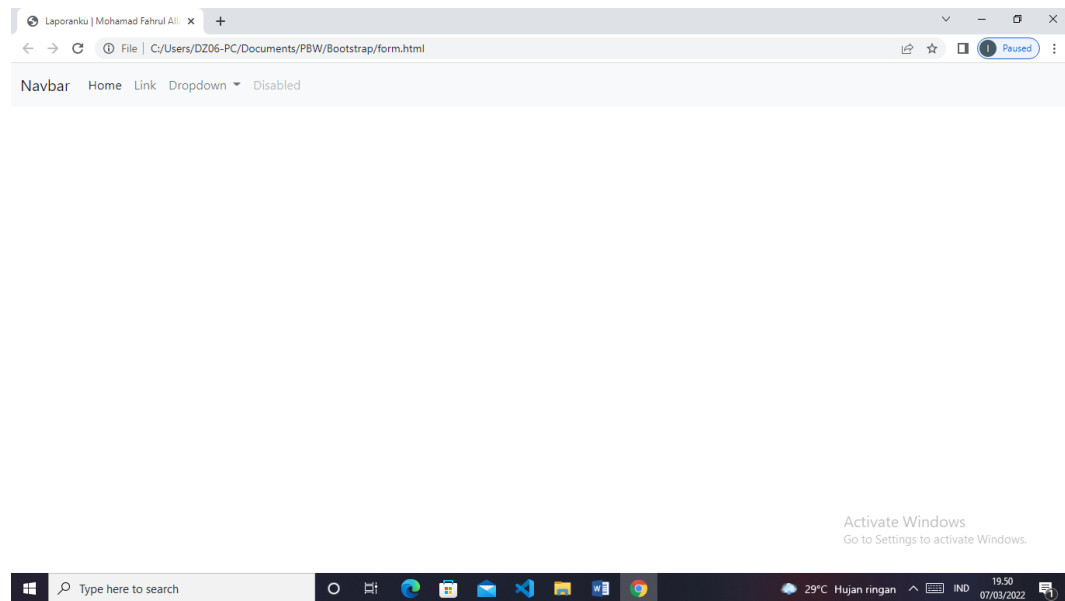 Laporanku | Mohamad Fahrul All
File | C:/Users/DZ06-PC/Documents/PBW/Bootstrap/form.html
I Paused
Navbar Home Link Dropdown Disabled
Activate Windows
Go to Settings to activate Windows.
Type here to search
29°C Hujan ringan IND
19.50
07/03/2022
1